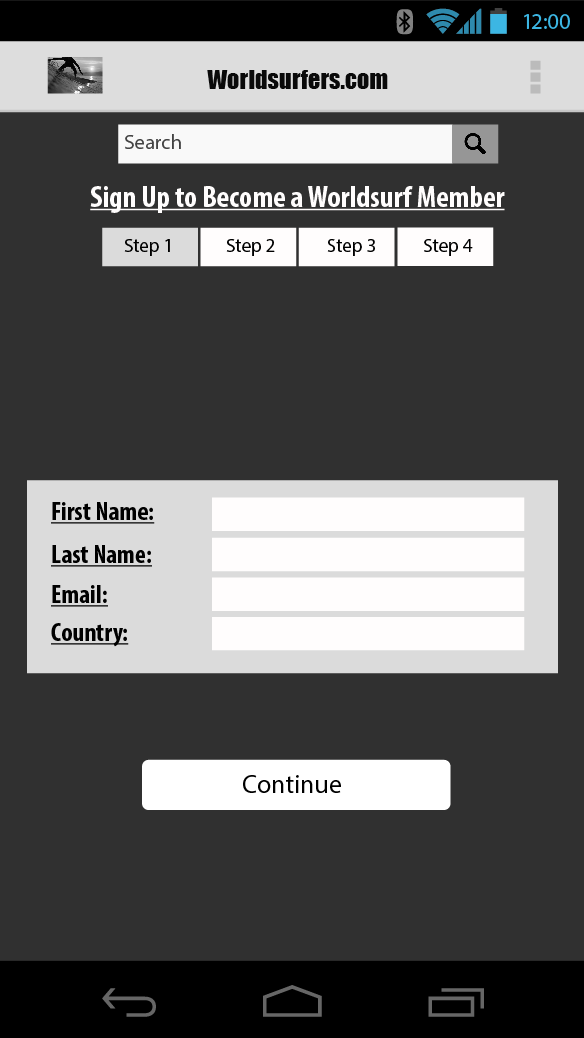 12:00
Worldsurfers.com
Search
Sign Up to Become a Worldsurf Member
Step 1 Step 2 Step 3 Step 4
First Name:
Last Name:
Email:
Country:
Continue